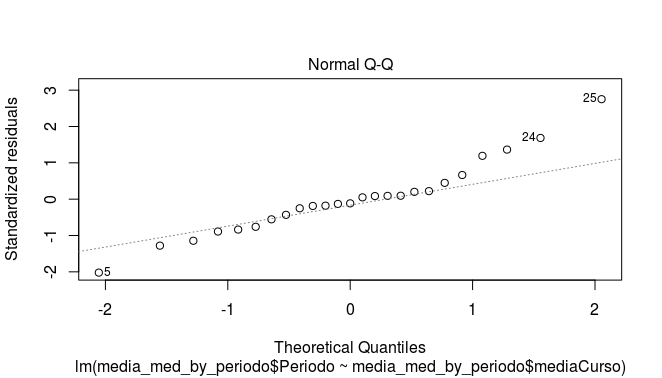 Normal Q-Q
Standardized residuals
3
2
1
0
-1
-2
25
24
5
-2 -1 0 1 2
Theoretical Quantiles
lm(media_med_by_periodo$Periodo ~ media_med_by_periodo$mediaCurso)